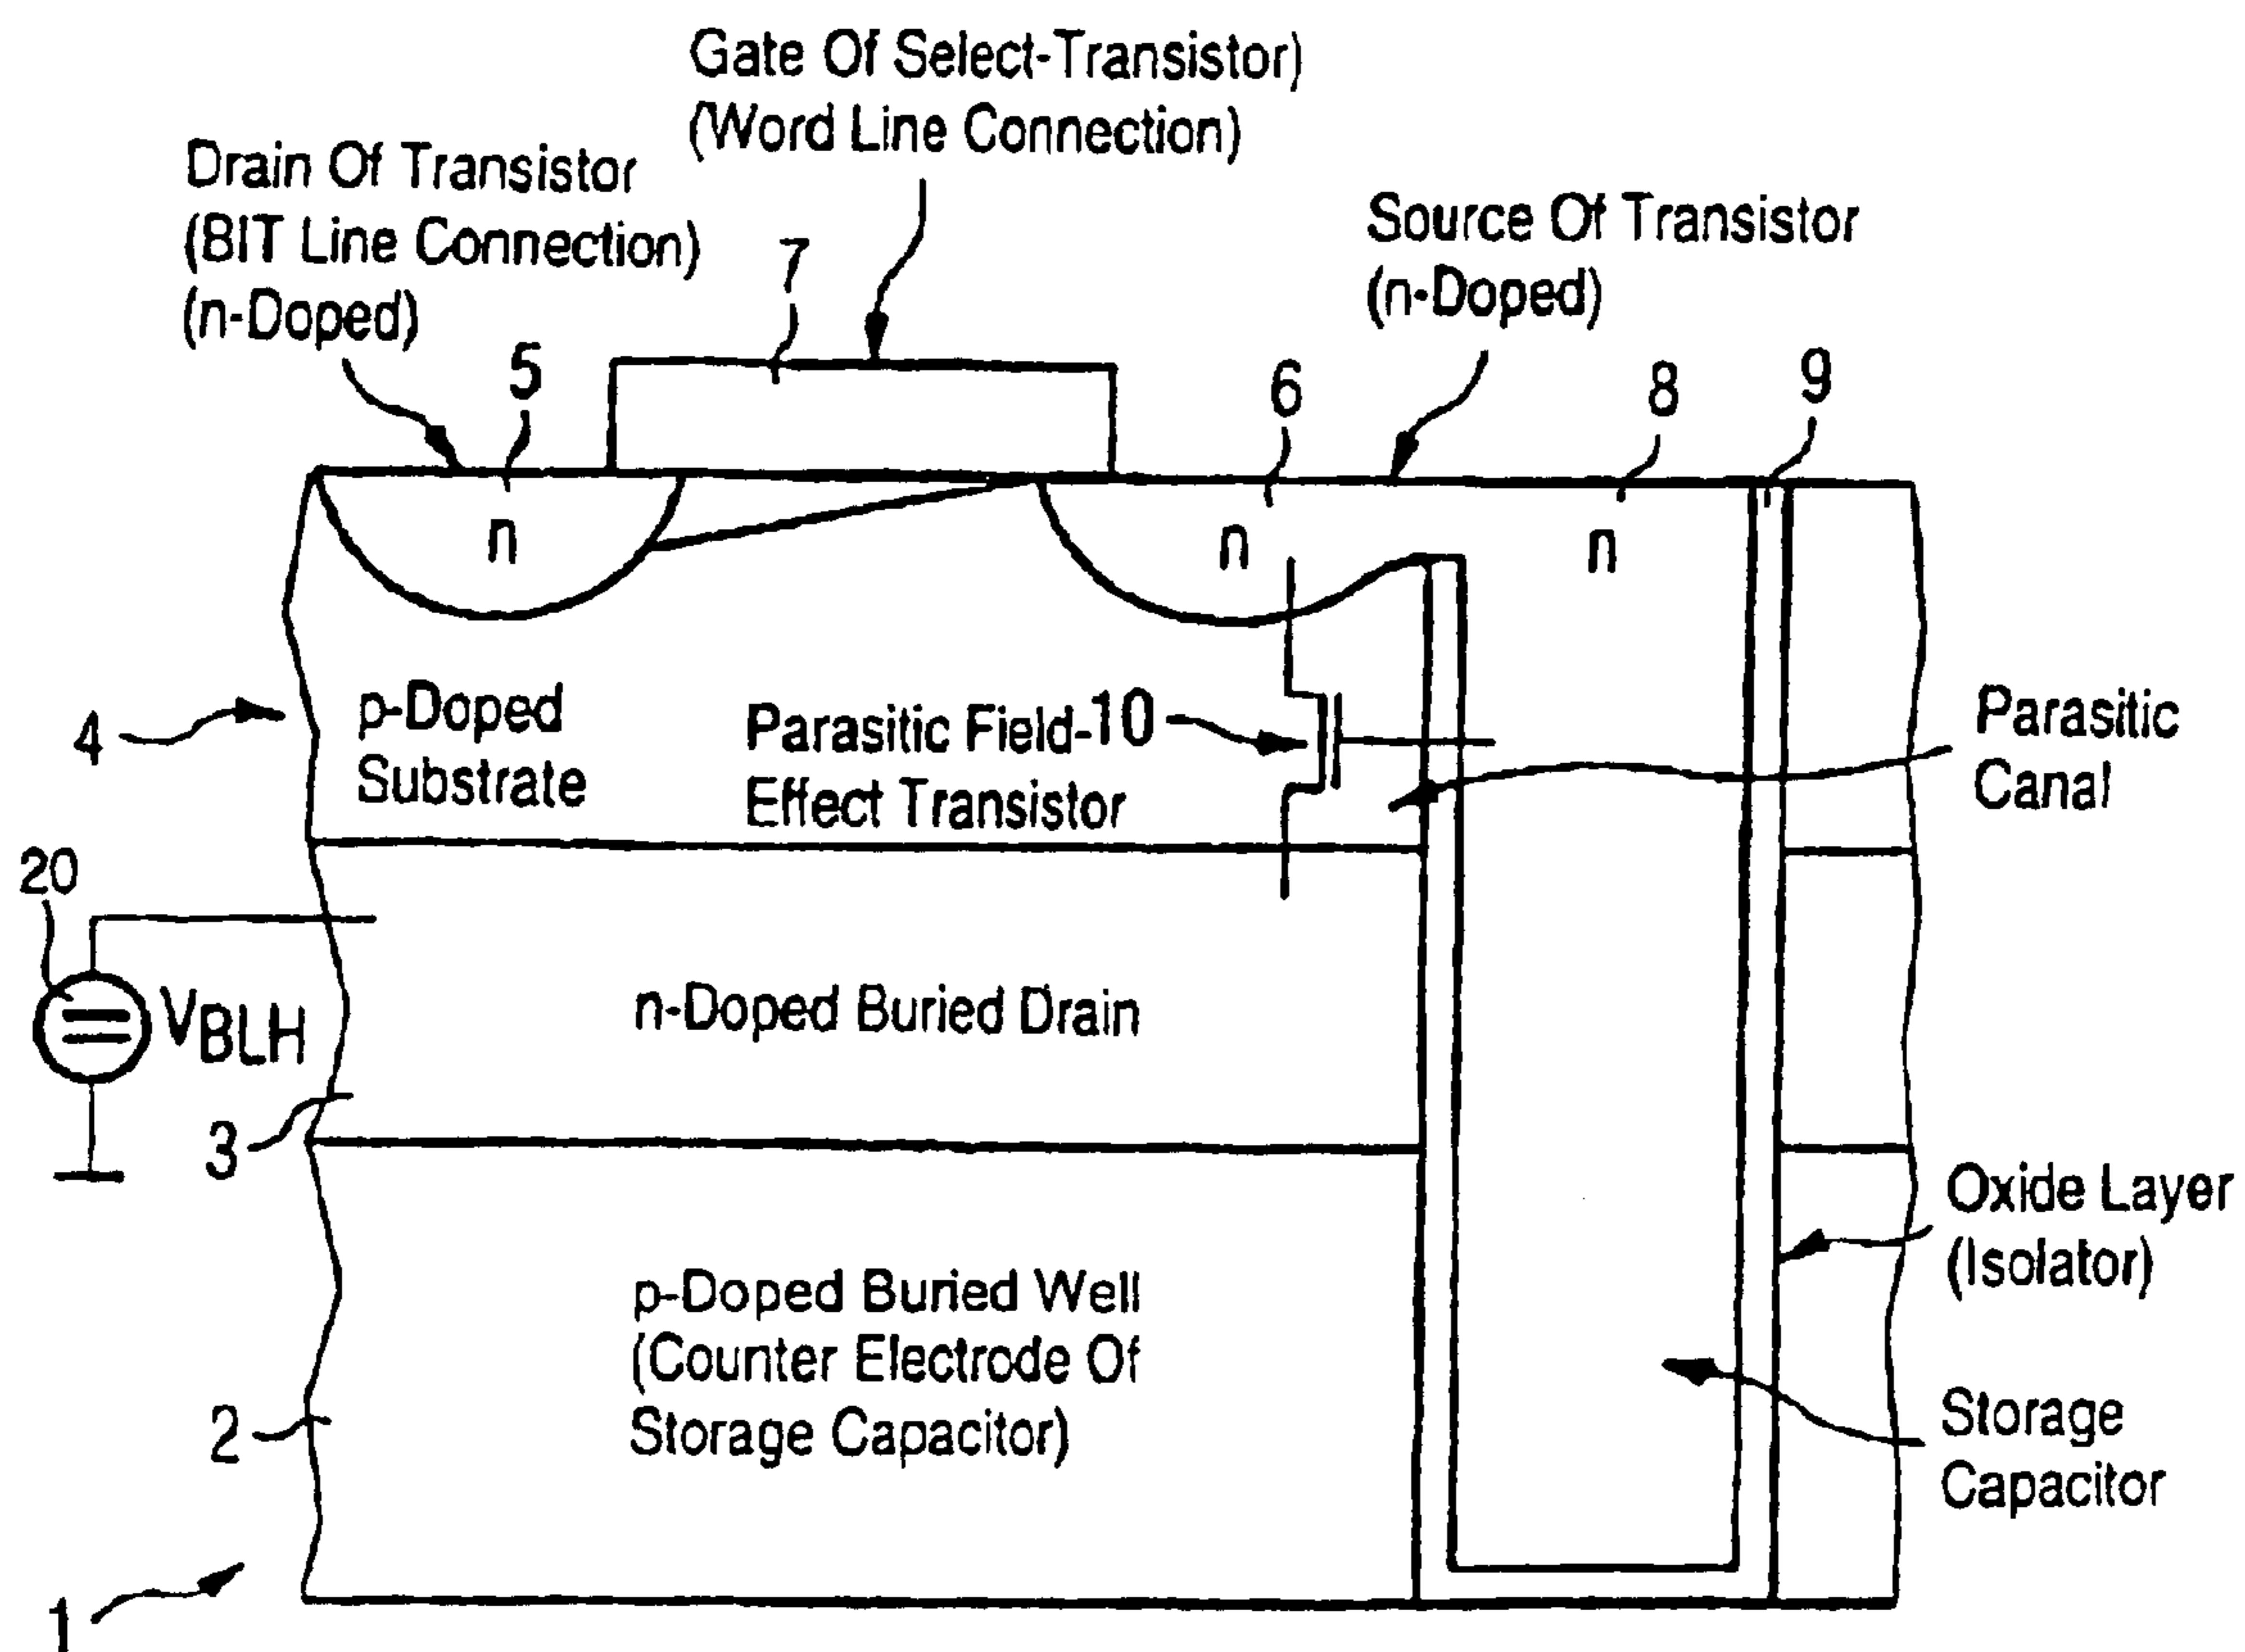 Gate Of Select-Transistor)
(Word Line Connection)
Drain Of Transistor
(BIT Line Connection)
(n-Doped)
7
Source Of Transistor
(n-Doped)
5
6
8
9
n
n
n
4
p-Doped
Substrate
Parasitic Field-10
Effect Transistor
Parasitic
Canal
20
VBLH
n-Doped Buried Drain
3
Oxide Layer
(Isolator)
p-Doped Buried Well
(Counter Electrode Of
Storage Capacitor)
2
Storage
Capacitor
1